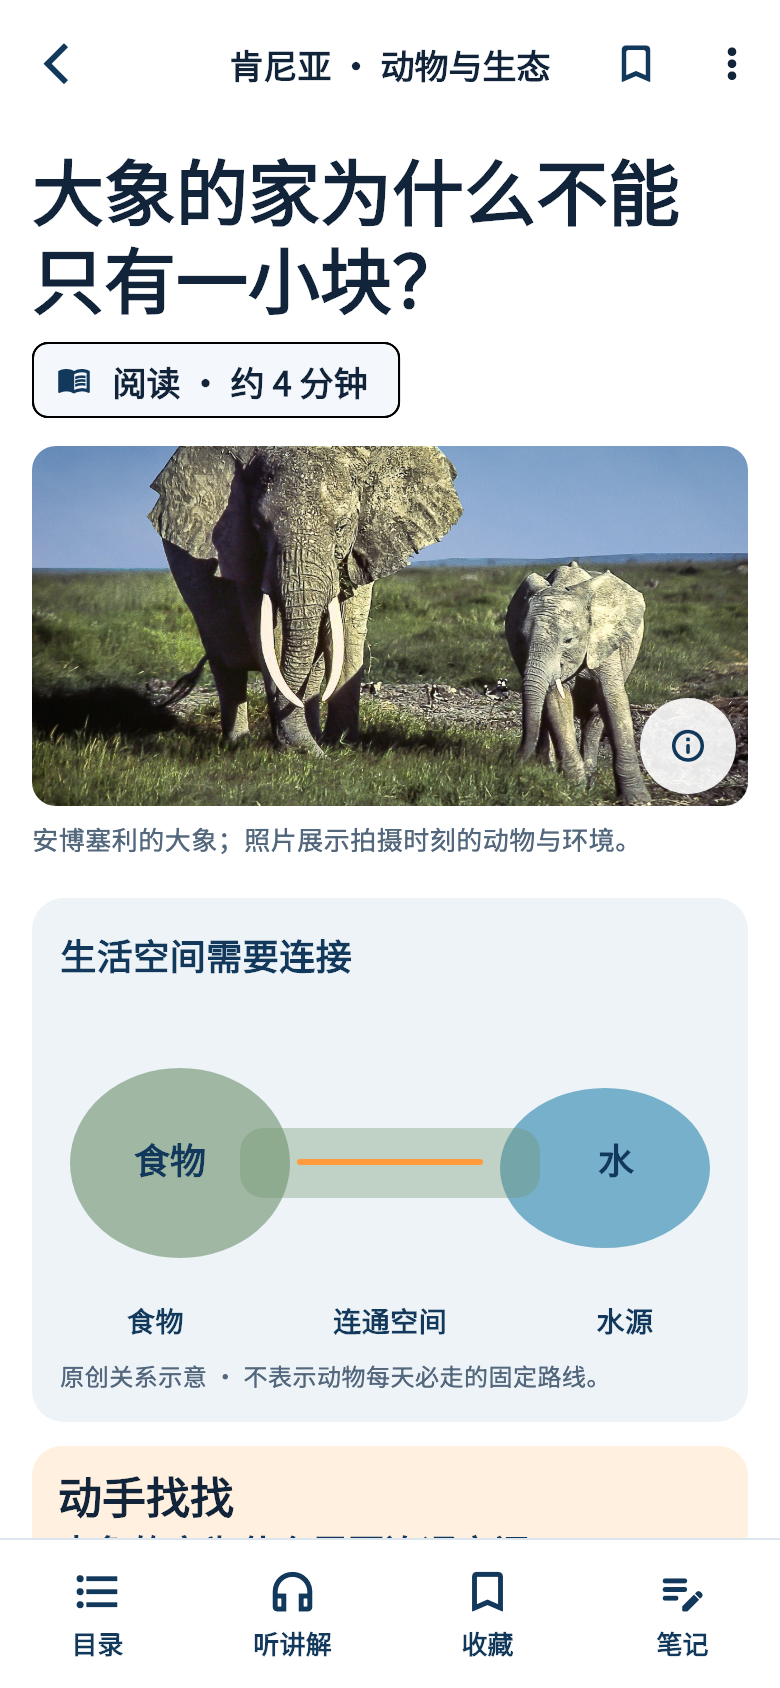 肯尼亚 · 动物与生态
大象的家为什么不能
只有一小块?
阅读 · 约 4 分钟
安博塞利的大象；照片展示拍摄时刻的动物与环境。
生活空间需要连接
食物
水
食物
连通空间
水源
原创关系示意 · 不表示动物每天必走的固定路线。
动手找找
目录
听讲解
收藏
笔记